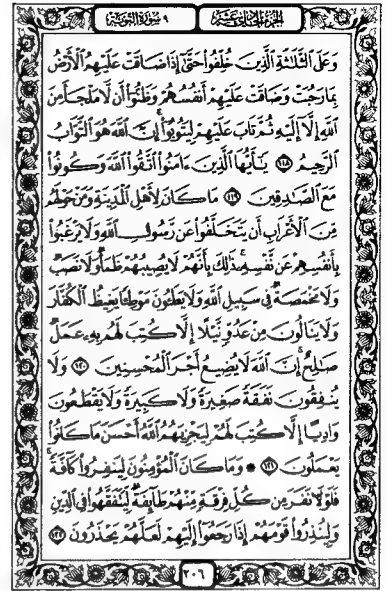 ٩ سورة التوبة
الجزء الحادي عشر
وَعَلَى الثَّلَاثَةِ الَّذِينَ خُلِّفُوا حَتَّى إِذَا ضَاقَتْ عَلَيْهِمُ الْأَرْضُ
بِمَا رَحُبَتْ وَضَاقَتْ عَلَيْهِمْ أَنفُسُهُمْ وَظَنُّوا أَن لَّا مَلْجَأَ مِنَ
اللَّهِ إِلَّا إِلَيْهِ ثُمَّ تَابَ عَلَيْهِمْ لِيَتُوبُوا إِنَّ اللَّهَ هُوَ التَّوَّابُ
الرَّحِيمُ ١١٨ يَا أَيُّهَا الَّذِينَ ءَامَنُوا اتَّقُوا اللَّهَ وَكُونُوا
مَعَ الصَّادِقِينَ ١١٩ مَا كَانَ لِأَهْلِ الْمَدِينَةِ وَمَنْ حَوْلَهُم
مِّنَ الْأَعْرَابِ أَن يَتَخَلَّفُوا عَن رَّسُولِ اللَّهِ وَلَا يَرْغَبُوا
بِأَنفُسِهِمْ عَن نَّفْسِهِ ذَٰلِكَ بِأَنَّهُمْ لَا يُصِيبُهُمْ ظَمَأٌ وَلَا نَصَبٌ
وَلَا مَخْمَصَةٌ فِي سَبِيلِ اللَّهِ وَلَا يَطَئُونَ مَوْطِئًا يَغِيظُ الْكُفَّارَ
وَلَا يَنَالُونَ مِنْ عَدُوٍّ نَّيْلًا إِلَّا كُتِبَ لَهُم بِهِ عَمَلٌ
صَالِحٌ إِنَّ اللَّهَ لَا يُضِيعُ أَجْرَ الْمُحْسِنِينَ ١٢٠ وَلَا
يُنفِقُونَ نَفَقَةً صَغِيرَةً وَلَا كَبِيرَةً وَلَا يَقْطَعُونَ
وَادِيًا إِلَّا كُتِبَ لَهُمْ لِيَجْزِيَهُمُ اللَّهُ أَحْسَنَ مَا كَانُوا
يَعْمَلُونَ ١٢١ ۞ وَمَا كَانَ الْمُؤْمِنُونَ لِيَنفِرُوا كَافَّةً
فَلَوْلَا نَفَرَ مِن كُلِّ فِرْقَةٍ مِّنْهُمْ طَائِفَةٌ لِّيَتَفَقَّهُوا فِي الدِّينِ
وَلِيُنذِرُوا قَوْمَهُمْ إِذَا رَجَعُوا إِلَيْهِمْ لَعَلَّهُمْ يَحْذَرُونَ ١٢٢
٢٠٦